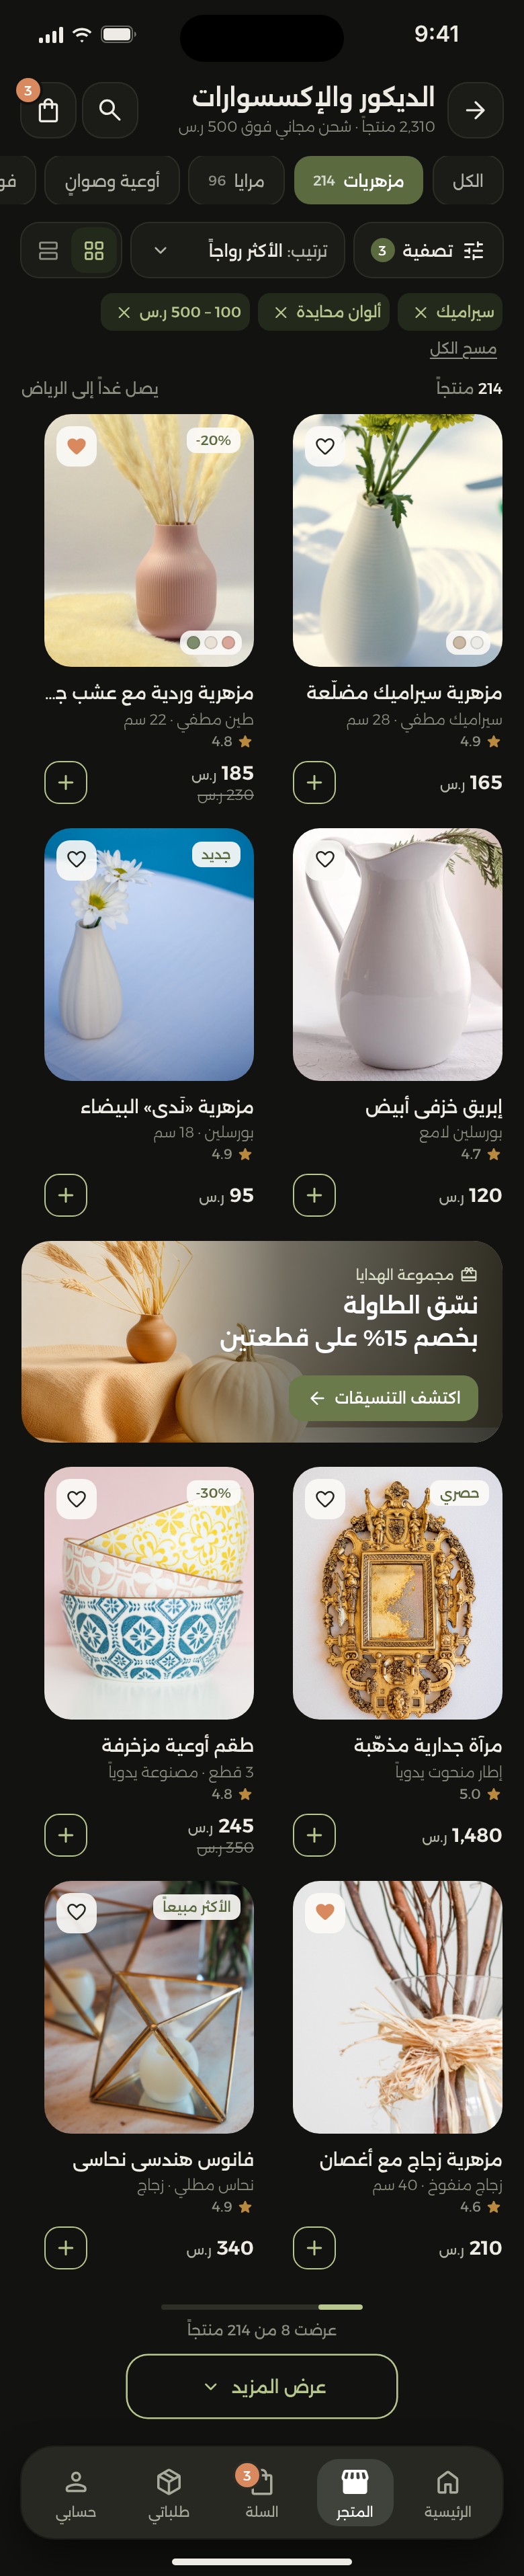 9:41
الديكور والإكسسوارات
2,310 منتجاً · شحن مجاني فوق 500 ر.س
3
الكل
مزهريات 214
مرايا 96
أوعية وصوانٍ
فو
تصفية 3
ترتيب: الأكثر رواجاً
سيراميك
ألوان محايدة
100 – 500 ر.س
مسح الكل
214 منتجاً
يصل غداً إلى الرياض
مزهرية سيراميك مضلّعة
سيراميك مطفي · 28 سم
4.9
165 ر.س
-20%
مزهرية وردية مع عشب جـ...
طين مطفي · 22 سم
4.8
185 ر.س
230 ر.س
إبريق خزفي أبيض
بورسلين لامع
4.7
120 ر.س
جديد
مزهرية «نَدى» البيضاء
بورسلين · 18 سم
4.9
95 ر.س
مجموعة الهدايا
نسّق الطاولة
بخصم 15% على قطعتين
اكتشف التنسيقات
حصري
مرآة جدارية مذهّبة
إطار منحوت يدوياً
5.0
1,480 ر.س
-30%
طقم أوعية مزخرفة
3 قطع · مصنوعة يدوياً
4.8
245 ر.س
350 ر.س
مزهرية زجاج مع أغصان
زجاج منفوخ · 40 سم
4.6
210 ر.س
الأكثر مبيعاً
فانوس هندسي نحاسي
نحاس مطلي · زجاج
4.9
340 ر.س
عرضت 8 من 214 منتجاً
عرض المزيد
الرئيسية
المتجر
3
السلة
طلباتي
حسابي